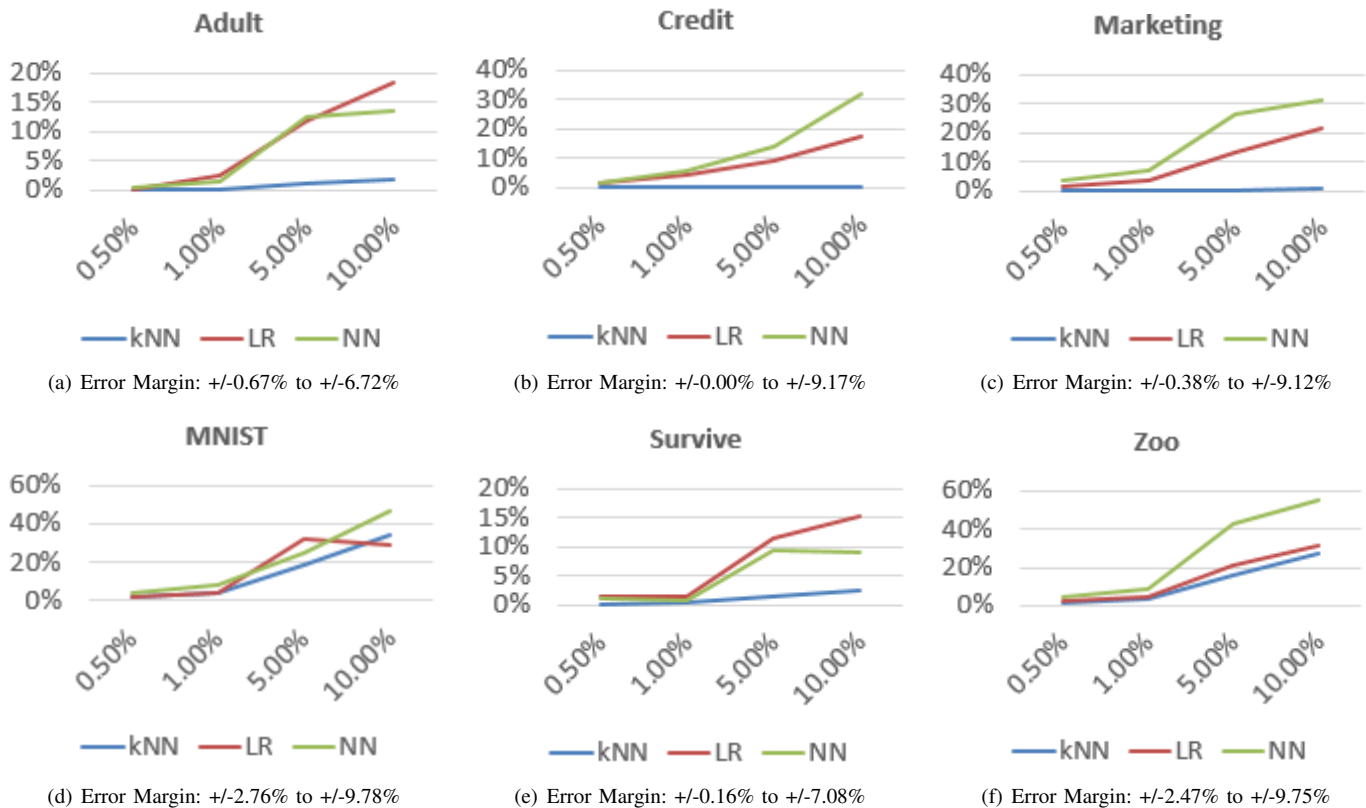 Adult
20%
15%
10%
5%
0%
0.50%
1.00%
5.00%
10.00%
kNN LR NN
(a) Error Margin: +/-0.67% to +/-6.72%
Credit
40%
30%
20%
10%
0%
0.50%
1.00%
5.00%
10.00%
kNN LR NN
(b) Error Margin: +/-0.00% to +/-9.17%
Marketing
40%
30%
20%
10%
0%
0.50%
1.00%
5.00%
10.00%
kNN LR NN
(c) Error Margin: +/-0.38% to +/-9.12%
MNIST
60%
40%
20%
0%
0.50%
1.00%
5.00%
10.00%
kNN LR NN
(d) Error Margin: +/-2.76% to +/-9.78%
Survive
20%
15%
10%
5%
0%
0.50%
1.00%
5.00%
10.00%
kNN LR NN
(e) Error Margin: +/-0.16% to +/-7.08%
Zoo
60%
40%
20%
0%
0.50%
1.00%
5.00%
10.00%
kNN LR NN
(f) Error Margin: +/-2.47% to +/-9.75%